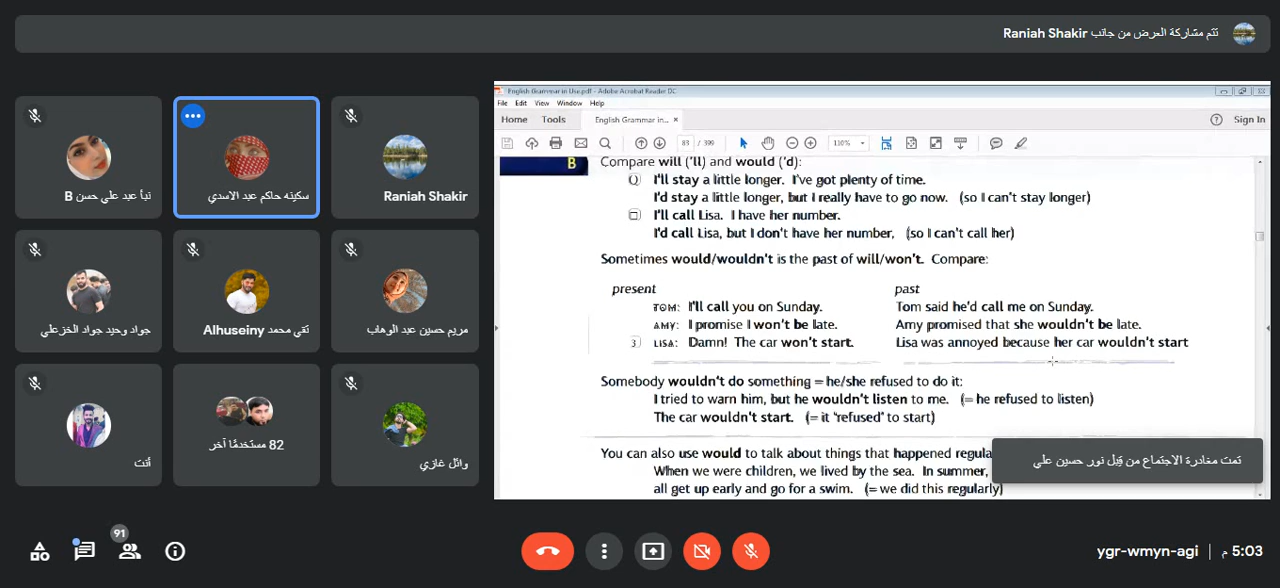 تتم مشاركة العرض من جانب Raniah Shakir
نبأ عبد علي حسن B
سكينه حاكم عبد الاسدي
Raniah Shakir
جواد وحيد جواد الخزعلي
تقي محمد Alhuseiny
مريم حسين عبد الوهاب
أنت
82 مستخدمًا آخر
وائل غازي
English Grammar in Use.pdf - Adobe Acrobat Reader DC
File Edit View Window Help
Home Tools English Grammar in... × Sign In
83 / 399 110%
B Compare will ('ll) and would ('d):
I'll stay a little longer. I've got plenty of time.
I'd stay a little longer, but I really have to go now. (so I can't stay longer)
I'll call Lisa. I have her number.
I'd call Lisa, but I don't have her number, (so I can't call her)
Sometimes would/wouldn't is the past of will/won't. Compare:
present past
TOM: I'll call you on Sunday. Tom said he'd call me on Sunday.
AMY: I promise I won't be late. Amy promised that she wouldn't be late.
3 LISA: Damn! The car won't start. Lisa was annoyed because her car wouldn't start
Somebody wouldn't do something = he/she refused to do it:
I tried to warn him, but he wouldn't listen to me. (= he refused to listen)
The car wouldn't start. (= it 'refused' to start)
You can also use would to talk about things that happened regula
When we were children, we lived by the sea. In summer,
all get up early and go for a swim. (= we did this regularly)
تمت مغادرة الاجتماع من قِبل نور حسين علي
91
ygr-wmyn-agi | 5:03 م